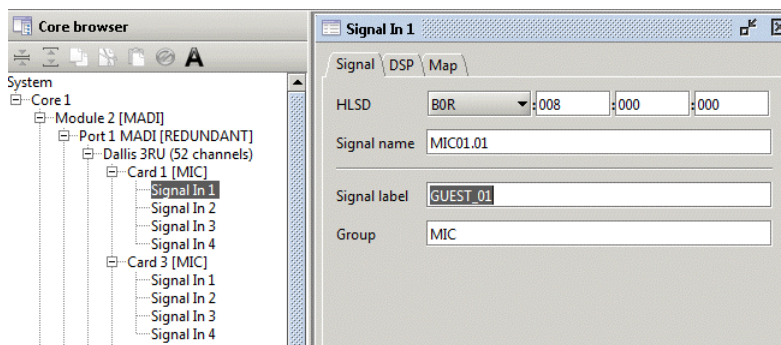 Core browser
A
System
Core 1
Module 2 [MADI]
Port 1 MADI [REDUNDANT]
Dallis 3RU (52 channels)
Card 1 [MIC]
Signal In 1
Signal In 2
Signal In 3
Signal In 4
Card 3 [MIC]
Signal In 1
Signal In 2
Signal In 3
Signal In 4
Signal In 1
Signal DSP Map
HLSD B0R :008 :000 :000
Signal name MIC01.01
Signal label GUEST_01
Group MIC